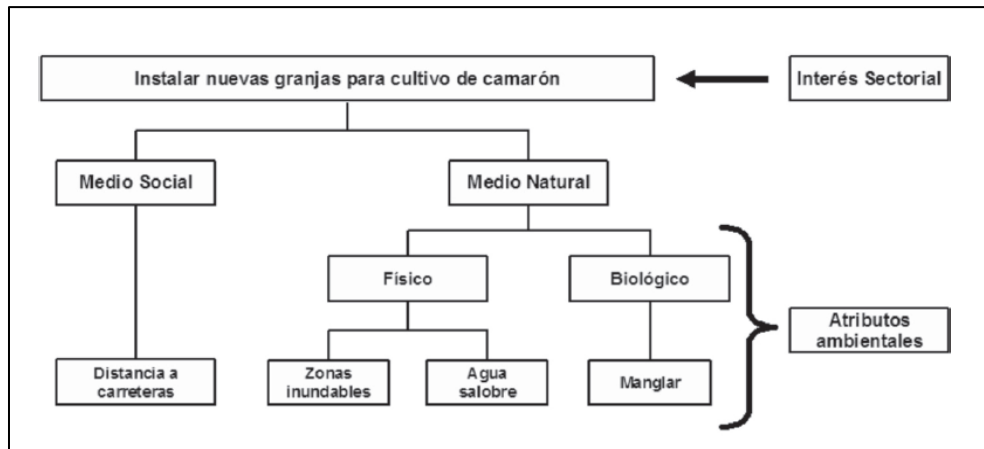 Instalar nuevas granjas para cultivo de camarón
Interés Sectorial
Medio Social
Medio Natural
Físico
Biológico
Atributos
ambientales
Distancia a
carreteras
Zonas
inundables
Agua
salobre
Manglar